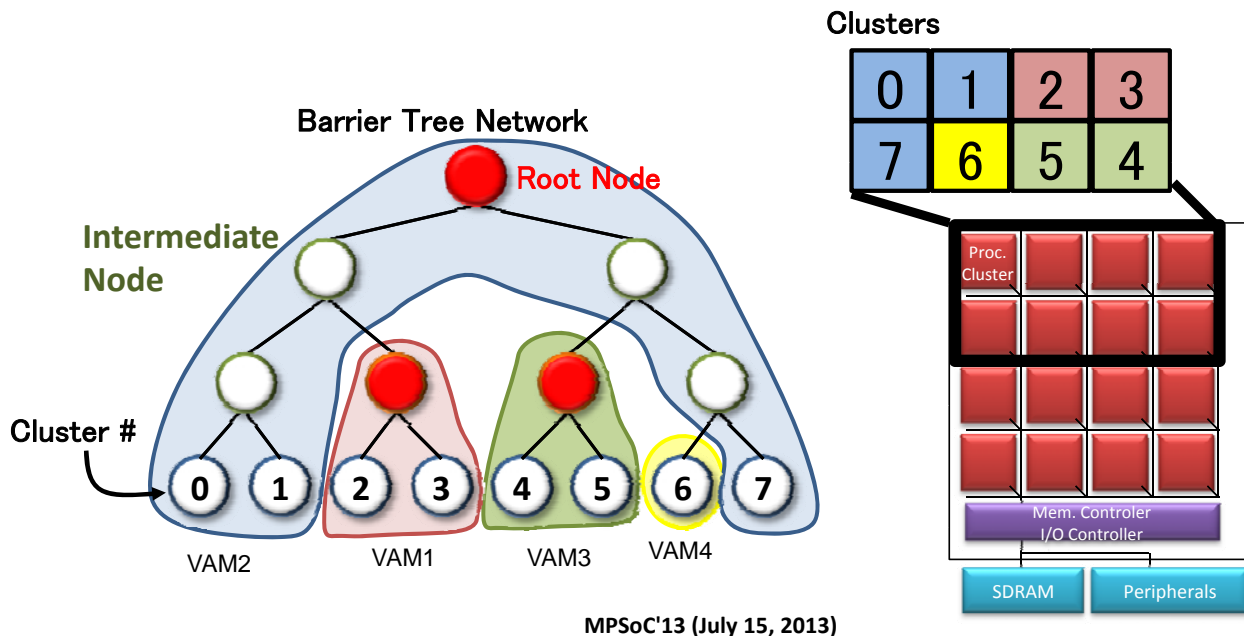 Clusters
0 1 2 3
7 6 5 4
Barrier Tree Network
Root Node
Intermediate
Node
Proc.
Cluster
Cluster #
0 1 2 3 4 5 6 7
VAM2 VAM1 VAM3 VAM4
Mem. Controler
I/O Controller
SDRAM Peripherals
MPSoC'13 (July 15, 2013)